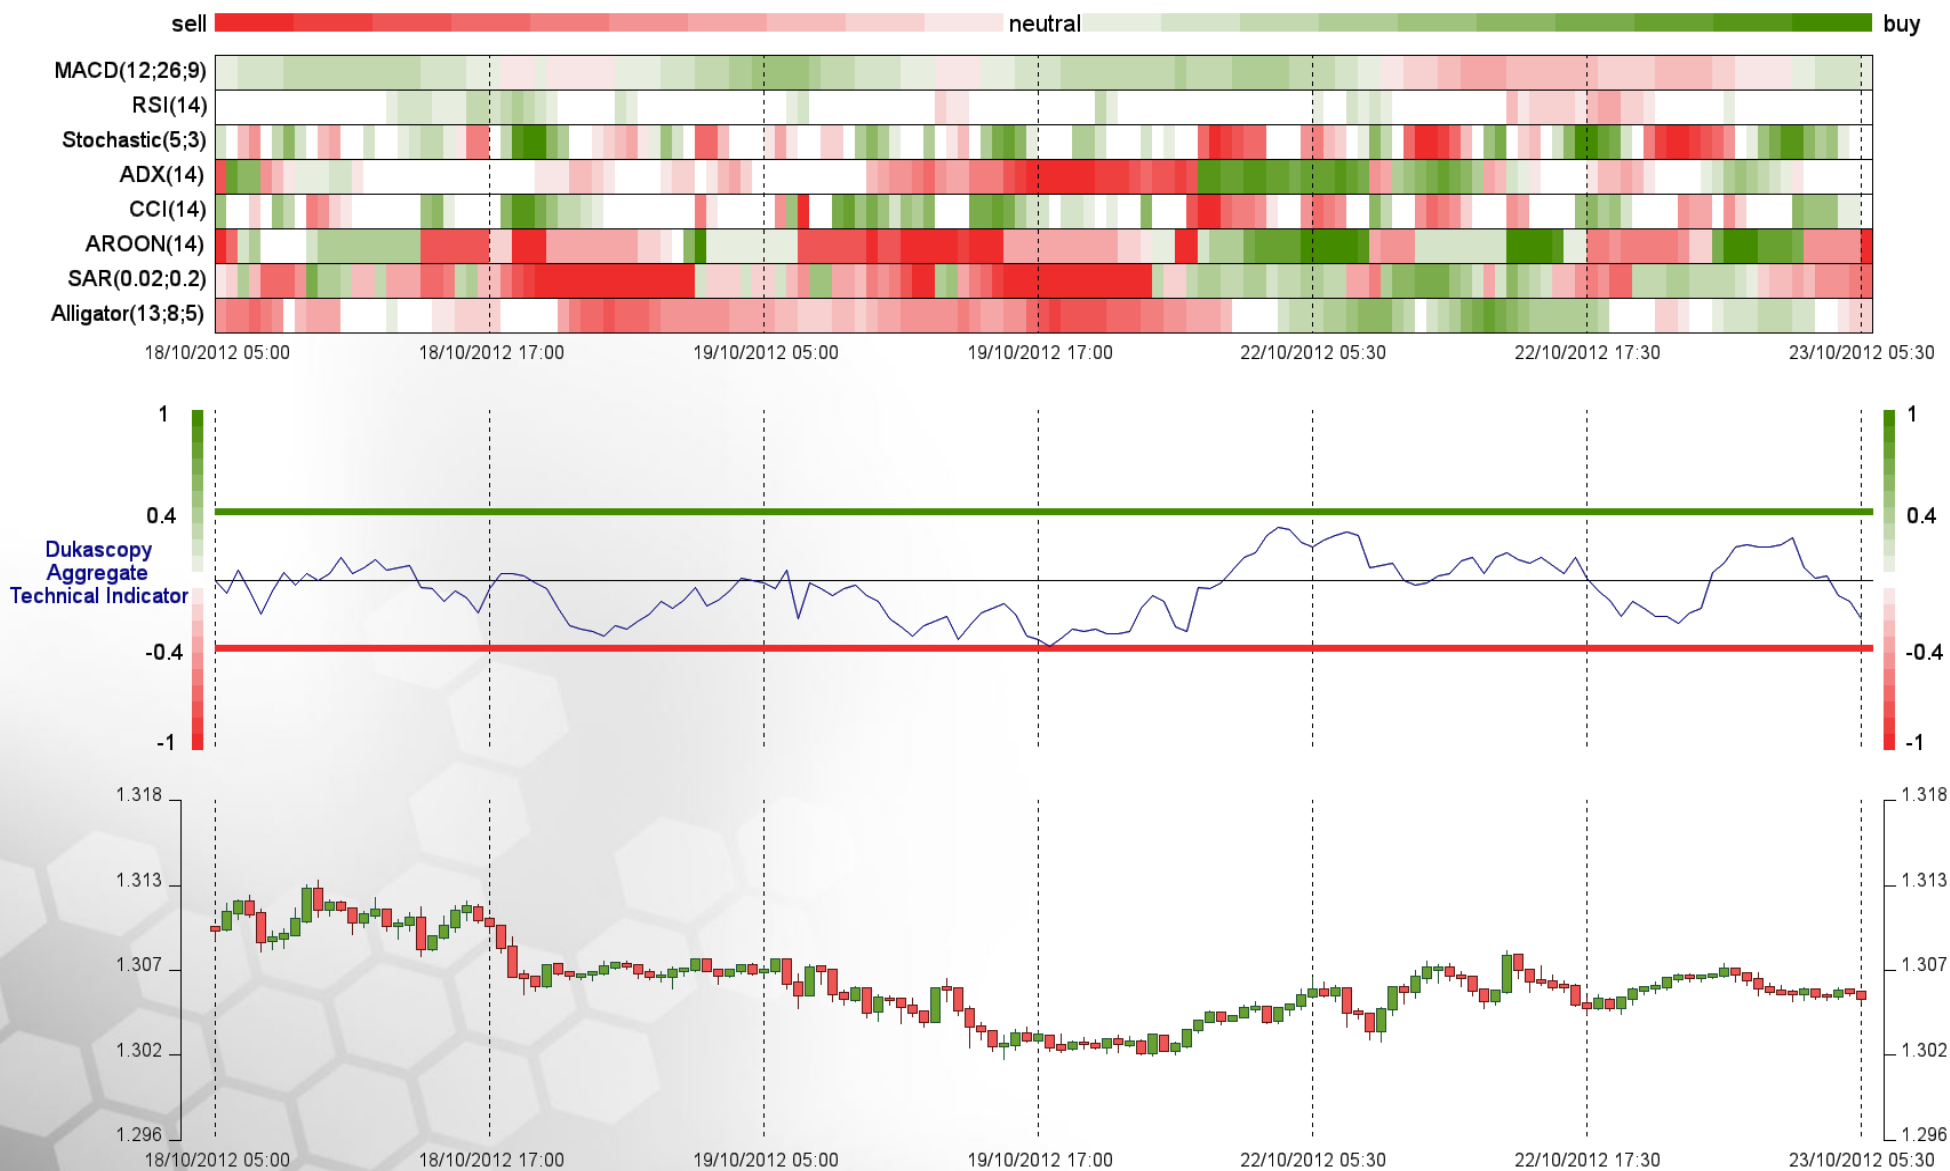 sell neutral buy
MACD(12;26;9)
RSI(14)
Stochastic(5;3)
ADX(14)
CCI(14)
AROON(14)
SAR(0.02;0.2)
Alligator(13;8;5)
18/10/2012 05:00 18/10/2012 17:00 19/10/2012 05:00 19/10/2012 17:00 22/10/2012 05:30 22/10/2012 17:30 23/10/2012 05:30
1 1
0.4 0.4
Dukascopy
Aggregate
Technical Indicator
-0.4 -0.4
-1 -1
1.318 1.318
1.313 1.313
1.307 1.307
1.302 1.302
1.296 1.296
18/10/2012 05:00 18/10/2012 17:00 19/10/2012 05:00 19/10/2012 17:00 22/10/2012 05:30 22/10/2012 17:30 23/10/2012 05:30